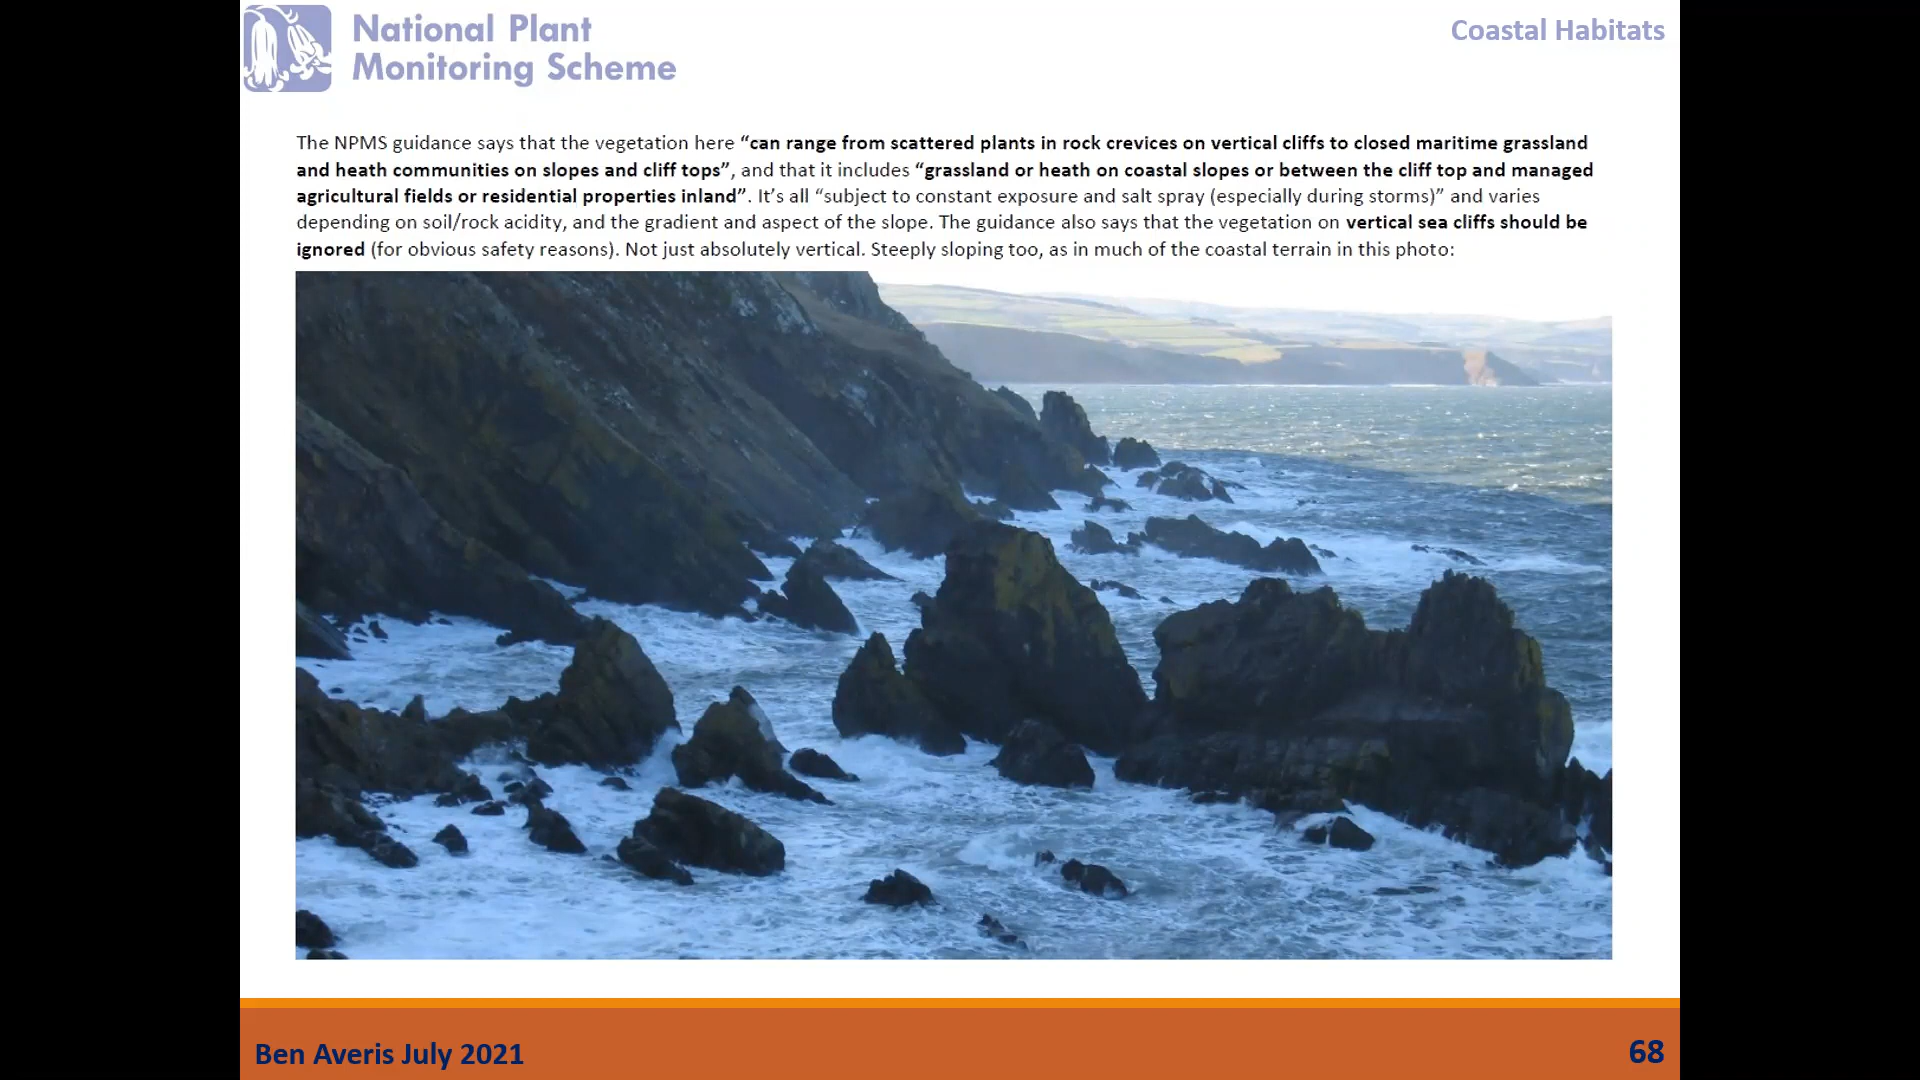 National Plant
Monitoring Scheme
Coastal Habitats
The NPMS guidance says that the vegetation here “can range from scattered plants in rock crevices on vertical cliffs to closed maritime grassland
and heath communities on slopes and cliff tops”, and that it includes “grassland or heath on coastal slopes or between the cliff top and managed
agricultural fields or residential properties inland”. It’s all “subject to constant exposure and salt spray (especially during storms)” and varies
depending on soil/rock acidity, and the gradient and aspect of the slope. The guidance also says that the vegetation on vertical sea cliffs should be
ignored (for obvious safety reasons). Not just absolutely vertical. Steeply sloping too, as in much of the coastal terrain in this photo:
Ben Averis July 2021
68